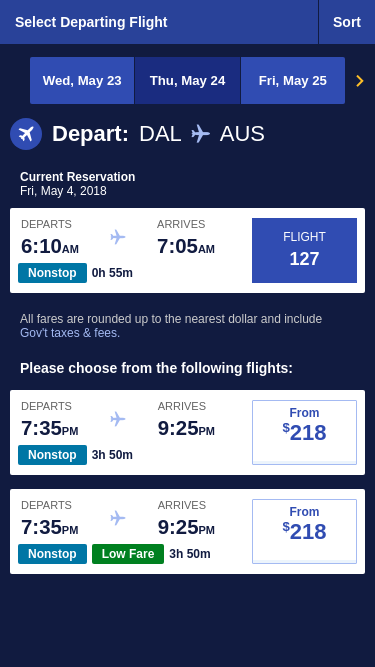 Select Departing Flight
Sort
Wed, May 23
Thu, May 24
Fri, May 25
Depart: DAL AUS
Current Reservation
Fri, May 4, 2018
DEPARTS ARRIVES
6:10AM 7:05AM
Nonstop 0h 55m
FLIGHT
127
All fares are rounded up to the nearest dollar and include
Gov't taxes & fees.
Please choose from the following flights:
DEPARTS ARRIVES
7:35PM 9:25PM
Nonstop 3h 50m
From
$218
DEPARTS ARRIVES
7:35PM 9:25PM
Nonstop Low Fare 3h 50m
From
$218